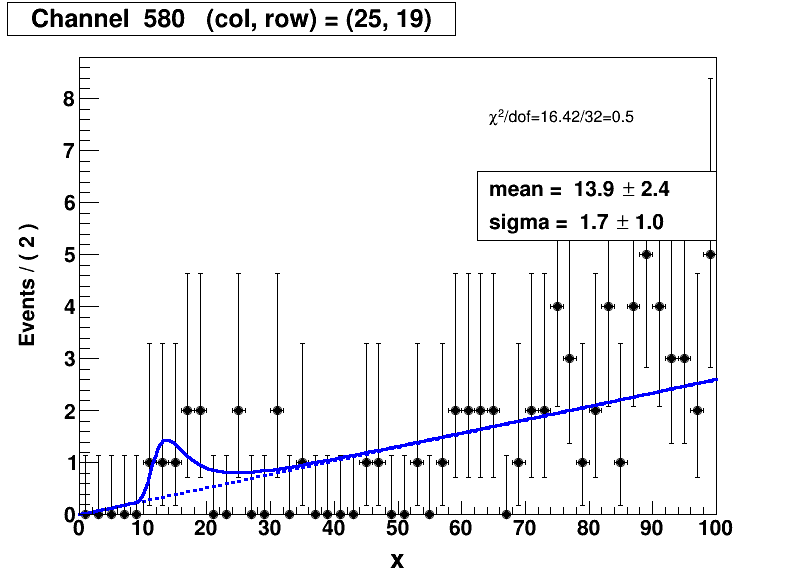 Channel 580 (col, row) = (25, 19)
χ²/dof=16.42/32=0.5
mean = 13.9 ± 2.4
sigma = 1.7 ± 1.0
Events / ( 2 )
8
7
6
5
4
3
2
1
0
0 10 20 30 40 50 60 70 80 90 100
x